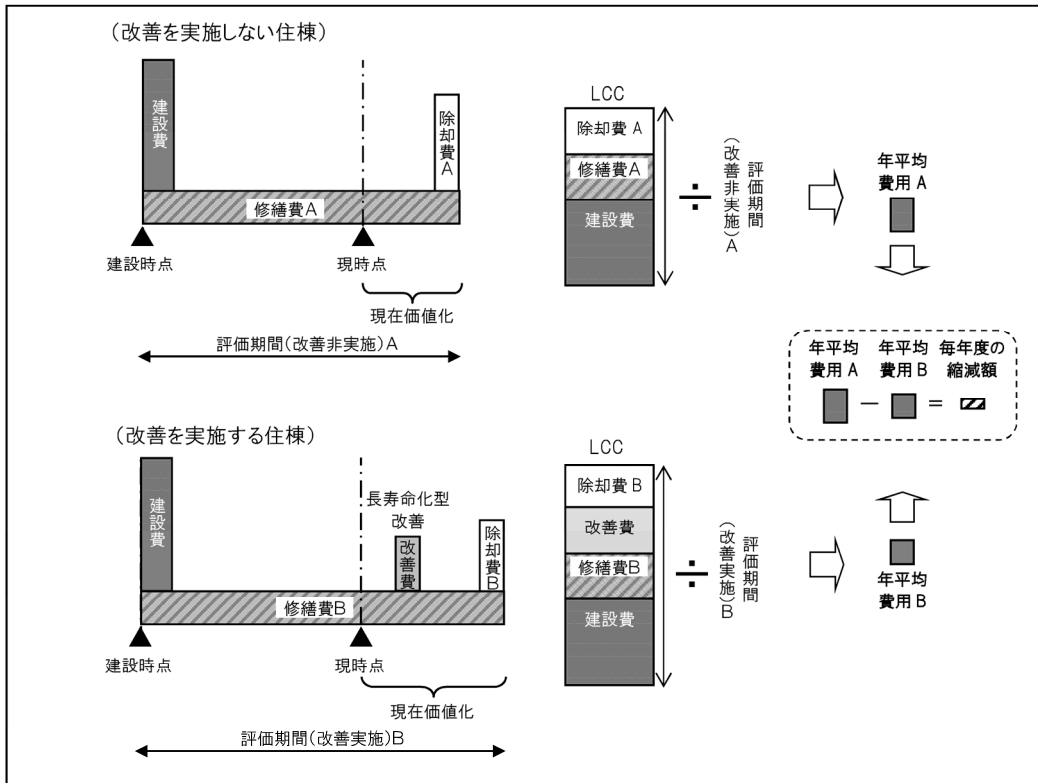 （改善を実施しない住棟）
建設費
除却費A
修繕費A
建設時点
現時点
現在価値化
評価期間（改善非実施）A
LCC
除却費 A
修繕費A
建設費
÷
評価期間
（改善非実施）A
年平均
費用 A
年平均
費用 A
年平均
費用 B
毎年度の
縮減額
－
＝
（改善を実施する住棟）
建設費
長寿命化型
改善
改善費
除却費B
修繕費B
建設時点
現時点
現在価値化
評価期間（改善実施）B
LCC
除却費 B
改善費
修繕費B
建設費
÷
評価期間
（改善実施）B
年平均
費用 B